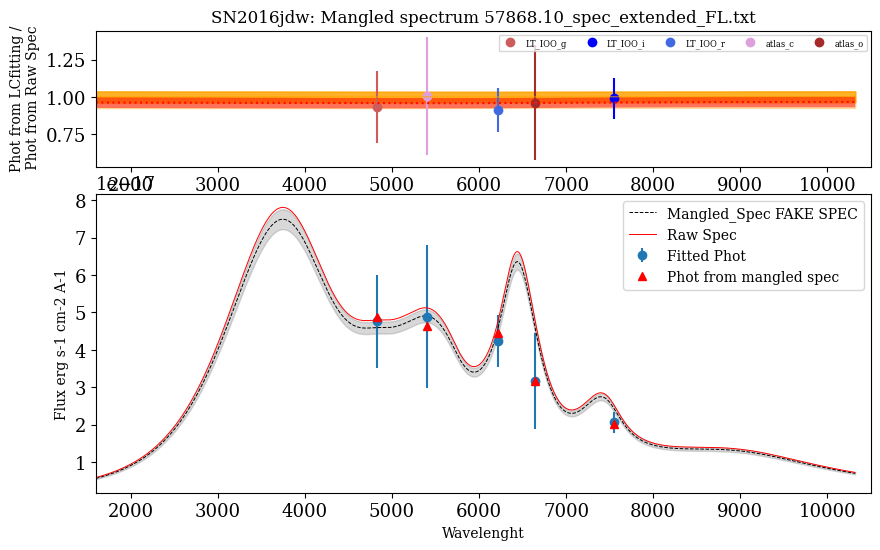 SN2016jdw: Mangled spectrum 57868.10_spec_extended_FL.txt
Phot from LCfitting /
Phot from Raw Spec
LT_IOO_g LT_IOO_i LT_IOO_r atlas_c atlas_o
1.25
1.00
0.75
2000 3000 4000 5000 6000 7000 8000 9000 10000
1e−17
Flux erg s-1 cm-2 A-1
8
7
6
5
4
3
2
1
Mangled_Spec FAKE SPEC
Raw Spec
Fitted Phot
Phot from mangled spec
2000 3000 4000 5000 6000 7000 8000 9000 10000
Wavelenght